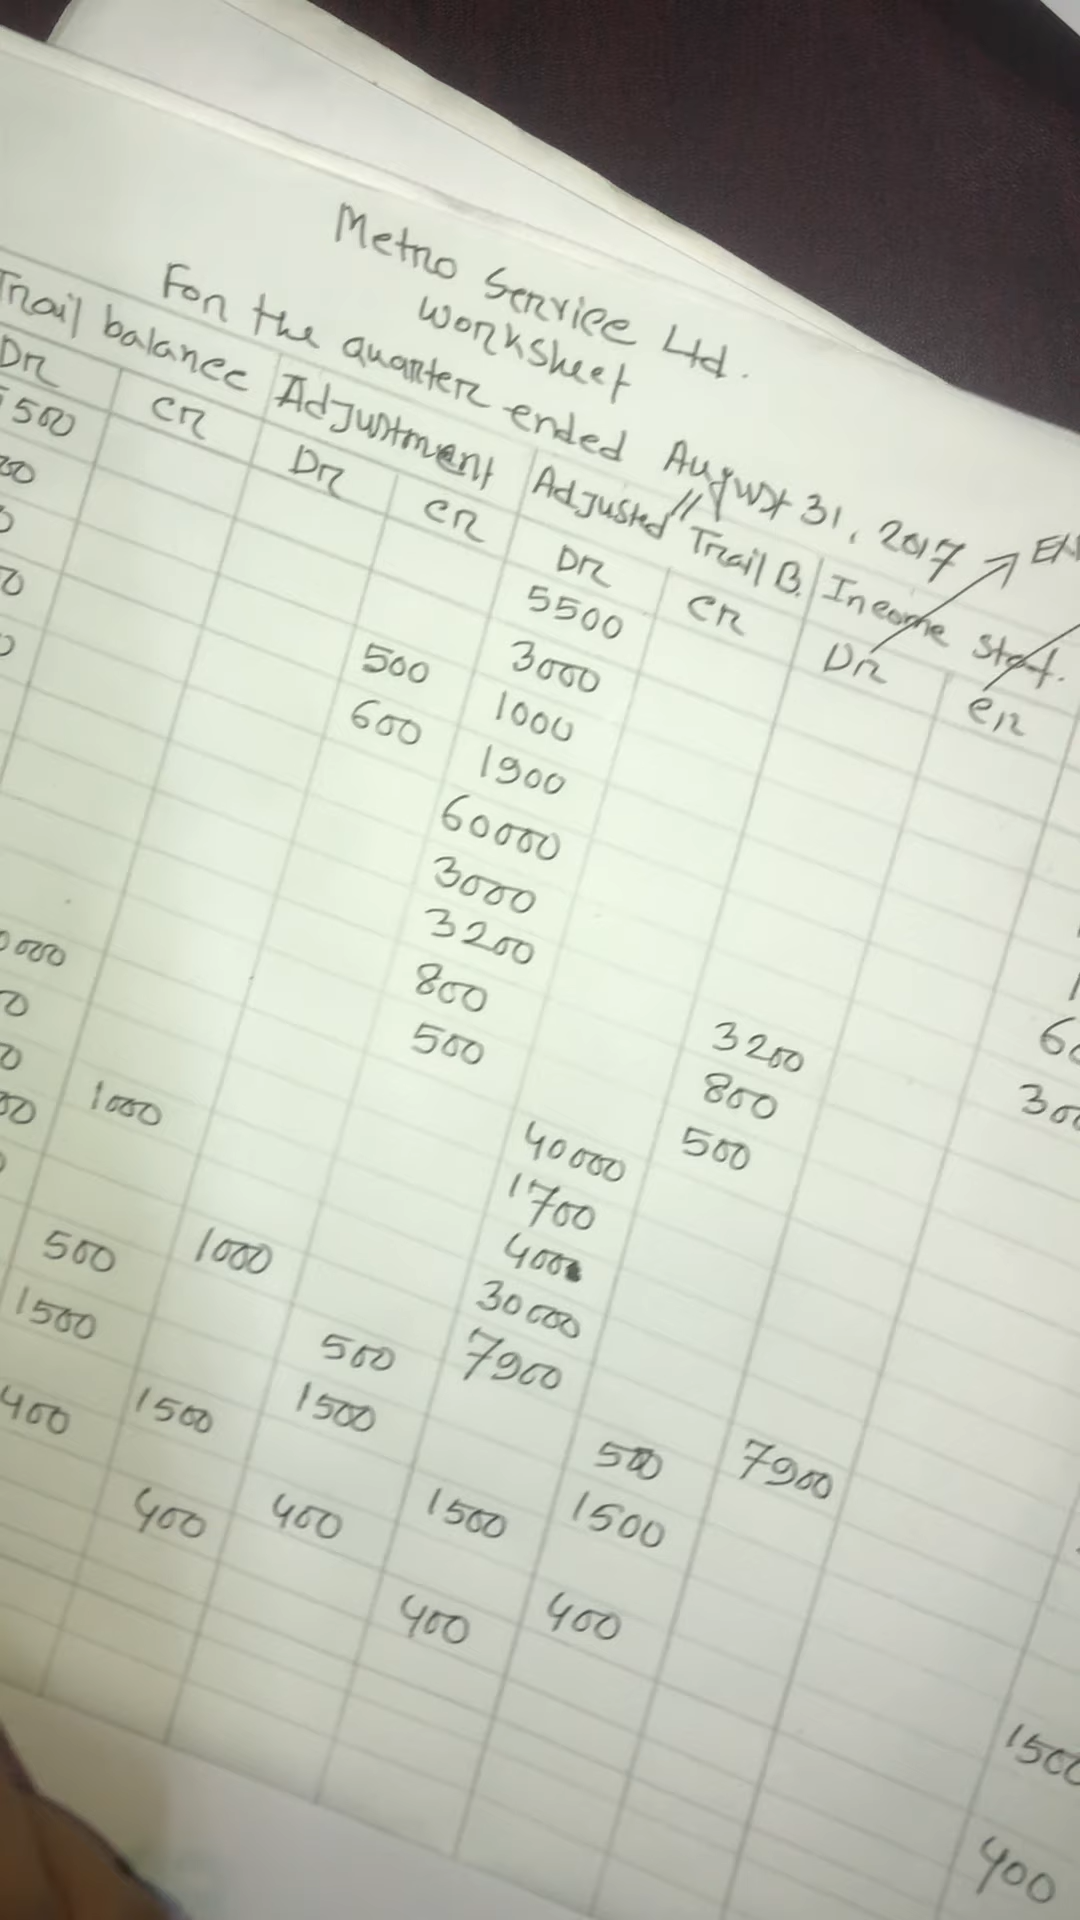 Metro Service Ltd.
Worksheet
For the quarter ended August 31, 2017
Trail balance Adjustment Adjusted Trail B. Income Stat.
DR CR DR CR DR CR DR CR
500 5500
500 3000
600 1000
1900
60000
3000
3200 3200
800 800
500 500
1000 40000
1700
500 1000 4000
1500 30000
500 7900
400 1500 1500 500 7900
400 400 1500 1500
400 400
1500
400